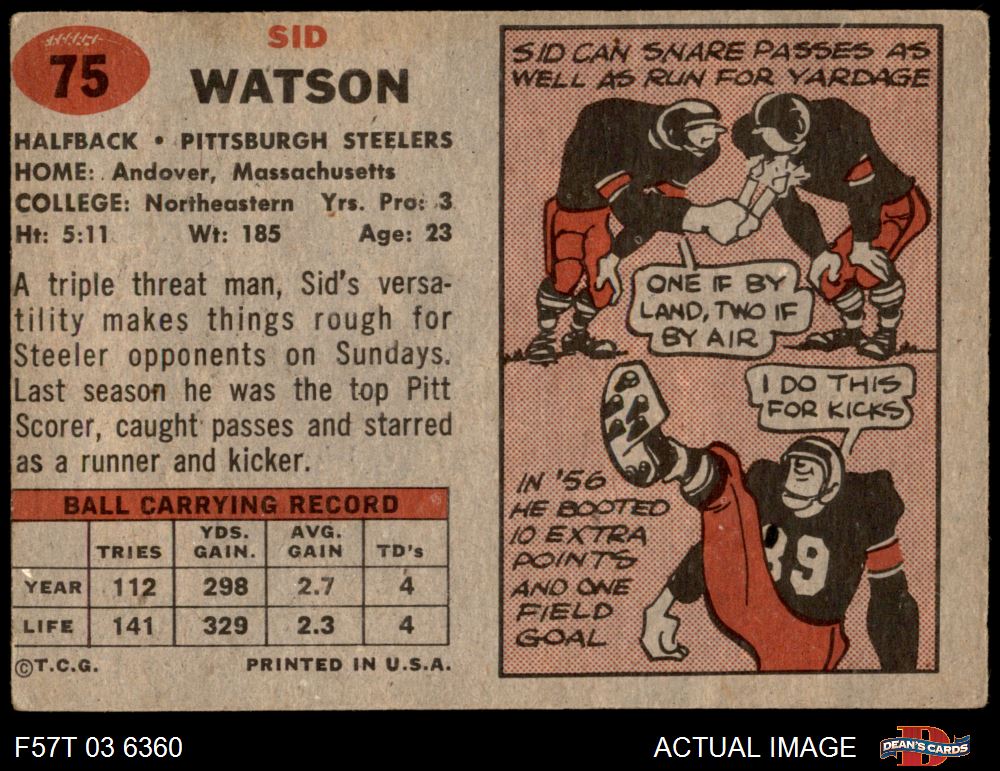 75
SID
WATSON
HALFBACK • PITTSBURGH STEELERS
HOME: Andover, Massachusetts
COLLEGE: Northeastern Yrs. Pro: 3
Ht: 5:11 Wt: 185 Age: 23
A triple threat man, Sid's versa-
tility makes things rough for
Steeler opponents on Sundays.
Last season he was the top Pitt
Scorer, caught passes and starred
as a runner and kicker.
BALL CARRYING RECORD
TRIES YDS. GAIN. AVG. GAIN TD's
YEAR 112 298 2.7 4
LIFE 141 329 2.3 4
©T.C.G. PRINTED IN U.S.A.
SID CAN SNARE PASSES AS
WELL AS RUN FOR YARDAGE
ONE IF BY
LAND, TWO IF
BY AIR
I DO THIS
FOR KICKS
IN '56
HE BOOTED
10 EXTRA
POINTS
AND ONE
FIELD
GOAL
89
F57T 03 6360 ACTUAL IMAGE DEAN'S CARDS